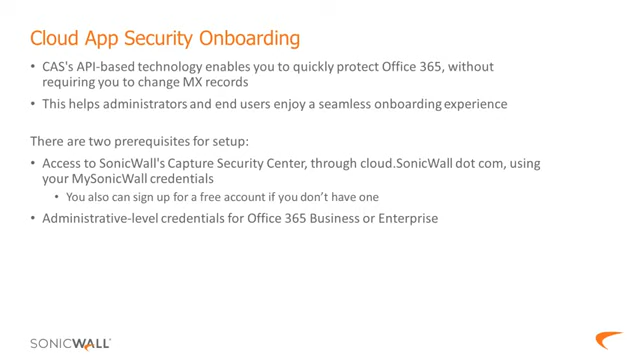 Cloud App Security Onboarding
• CAS's API-based technology enables you to quickly protect Office 365, without
requiring you to change MX records
• This helps administrators and end users enjoy a seamless onboarding experience
There are two prerequisites for setup:
• Access to SonicWall's Capture Security Center, through cloud.SonicWall dot com, using
your MySonicWall credentials
• You also can sign up for a free account if you don’t have one
• Administrative-level credentials for Office 365 Business or Enterprise
SONICWALL